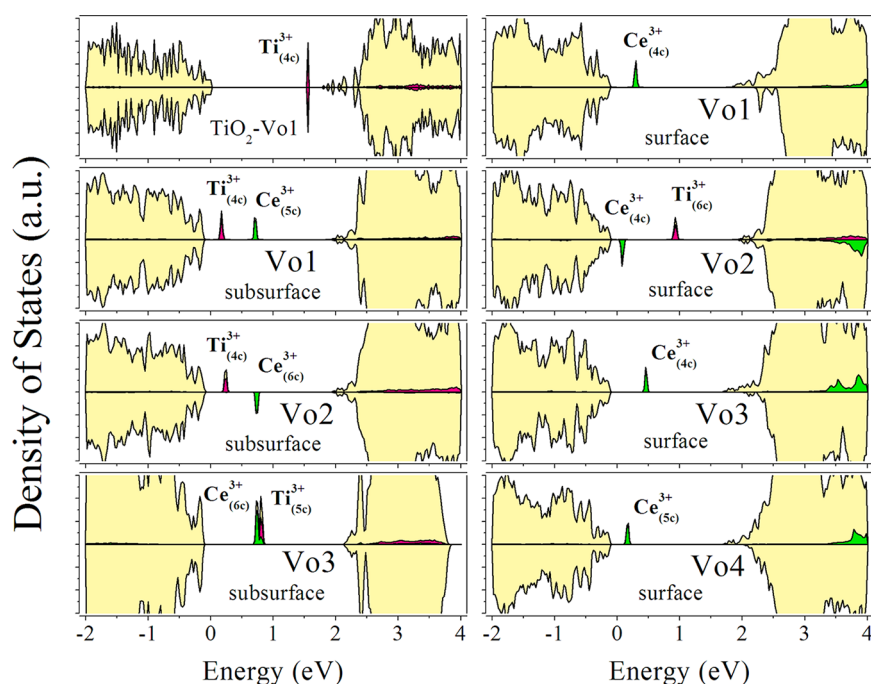 Density of States (a.u.)
Ti3+(4c)
TiO2-Vo1
Ce3+(4c)
Vo1
surface
Ti3+(4c) Ce3+(5c)
Vo1
subsurface
Ce3+(4c) Ti3+(6c)
Vo2
surface
Ti3+(4c)
Ce3+(6c)
Vo2
subsurface
Ce3+(4c)
Vo3
surface
Ce3+(6c) Ti3+(5c)
Vo3
subsurface
Ce3+(5c)
Vo4
surface
-2 -1 0 1 2 3 4
-2 -1 0 1 2 3 4
Energy (eV)
Energy (eV)